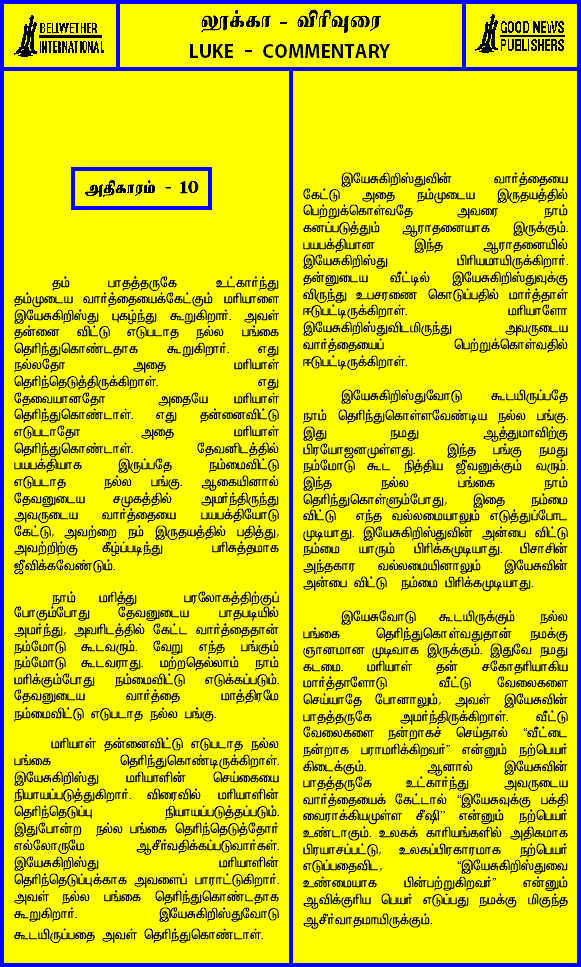 BELWETHER
INTERNATIONAL
லூக்கா - விரிவுரை
LUKE - COMMENTARY
GOOD NEWS
PUBLISHERS
அதிகாரம் - 10
தம் பாதத்தருகே உட்கார்ந்து
தம்முடைய வார்த்தையைக்கேட்கும் மரியாளை
இயேசுகிறிஸ்து புகழ்ந்து கூறுகிறார். அவள்
தன்னை விட்டு எடுபடாத நல்ல பங்கை
தெரிந்துகொண்டதாக கூறுகிறார். எது
நல்லதோ அதை மரியாள்
தெரிந்தெடுத்திருக்கிறாள். எது
தேவையானதோ அதையே மரியாள்
தெரிந்துகொண்டாள். எது தன்னைவிட்டு
எடுபடாதோ அதை மரியாள்
தெரிந்துகொண்டாள். தேவனிடத்தில்
பயபக்தியாக இருப்பதே நம்மைவிட்டு
எடுபடாத நல்ல பங்கு. ஆகையினால்
தேவனுடைய சமுகத்தில் அமர்ந்திருந்து
அவருடைய வார்த்தையை பயபக்தியோடு
கேட்டு, அவற்றை நம் இருதயத்தில் பதித்து,
அவற்றிற்கு கீழ்ப்படிந்து பரிசுத்தமாக
ஜீவிக்கவேண்டும்.
நாம் மரித்து பரலோகத்திற்குப்
போகும்போது தேவனுடைய பாதபடியில்
அமர்ந்து, அவரிடத்தில் கேட்ட வார்த்தைதான்
நம்மோடு கூடவரும். வேறு எந்த பங்கும்
நம்மோடு கூடவராது. மற்றதெல்லாம் நாம்
மரிக்கும்போது நம்மைவிட்டு எடுக்கப்படும்.
தேவனுடைய வார்த்தை மாத்திரமே
நம்மைவிட்டு எடுபடாத நல்ல பங்கு.
மரியாள் தன்னைவிட்டு எடுபடாத நல்ல
பங்கை தெரிந்துகொண்டிருக்கிறாள்.
இயேசுகிறிஸ்து மரியாளின் செய்கையை
நியாயப்படுத்துகிறார். விரைவில் மரியாளின்
தெரிந்தெடுப்பு நியாயப்படுத்தப்படும்.
இதுபோன்ற நல்ல பங்கை தெரிந்தெடுத்தோர்
எல்லோருமே ஆசீர்வதிக்கப்படுவார்கள்.
இயேசுகிறிஸ்து மரியாளின்
தெரிந்தெடுப்புக்காக அவளைப் பாராட்டுகிறார்.
அவள் நல்ல பங்கை தெரிந்துகொண்டதாக
கூறுகிறார். இயேசுகிறிஸ்துவோடு
கூடயிருப்பதை அவள் தெரிந்துகொண்டாள்.
இயேசுகிறிஸ்துவின் வார்த்தையை
கேட்டு அதை நம்முடைய இருதயத்தில்
பெற்றுக்கொள்வதே அவரை நாம்
கனப்படுத்தும் ஆராதனையாக இருக்கும்.
பயபக்தியான இந்த ஆராதனையில்
இயேசுகிறிஸ்து பிரியமாயிருக்கிறார்.
தன்னுடைய வீட்டில் இயேசுகிறிஸ்துவுக்கு
விருந்து உபசரணை கொடுப்பதில் மார்த்தாள்
ஈடுபட்டிருக்கிறாள். மரியாளோ
இயேசுகிறிஸ்துவிடமிருந்து அவருடைய
வார்த்தையைப் பெற்றுக்கொள்வதில்
ஈடுபட்டிருக்கிறாள்.
இயேசுகிறிஸ்துவோடு கூடயிருப்பதே
நாம் தெரிந்துகொள்ளவேண்டிய நல்ல பங்கு.
இது நமது ஆத்துமாவிற்கு
பிரயோஜனமுள்ளது. இந்த பங்கு நமது
நம்மோடு கூட நித்திய ஜீவனுக்கும் வரும்.
இந்த நல்ல பங்கை நாம்
தெரிந்துகொள்ளும்போது, இதை நம்மை
விட்டு எந்த வல்லமையாலும் எடுத்துப்போட
முடியாது. இயேசுகிறிஸ்துவின் அன்பை விட்டு
நம்மை யாரும் பிரிக்கமுடியாது. பிசாசின்
அந்தகார வல்லமையினாலும் இயேசுவின்
அன்பை விட்டு நம்மை பிரிக்கமுடியாது.
இயேசுவோடு கூடயிருக்கும் நல்ல
பங்கை தெரிந்துகொள்வதுதான் நமக்கு
ஞானமான முடிவாக இருக்கும். இதுவே நமது
கடமை. மரியாள் தன் சகோதரியாகிய
மார்த்தாளோடு வீட்டு வேலைகளை
செய்யாதே போனாலும், அவள் இயேசுவின்
பாதத்தருகே அமர்ந்திருக்கிறாள். வீட்டு
வேலைகளை நன்றாகச் செய்தால் “வீட்டை
நன்றாக பராமரிக்கிறவர்” என்னும் நற்பெயர்
கிடைக்கும். ஆனால் இயேசுவின்
பாதத்தருகே உட்கார்ந்து அவருடைய
வார்த்தையைக் கேட்டால் “இயேசுவுக்கு பக்தி
வைராக்கியமுள்ள சீஷி” என்னும் நற்பெயர்
உண்டாகும். உலகக் காரியங்களில் அதிகமாக
பிரயாசப்பட்டு, உலகப்பிரகாரமாக நற்பெயர்
எடுப்பதைவிட, “இயேசுகிறிஸ்துவை
உண்மையாக பின்பற்றுகிறவர்” என்னும்
ஆவிக்குரிய பெயர் எடுப்பது நமக்கு மிகுந்த
ஆசீர்வாதமாயிருக்கும்.